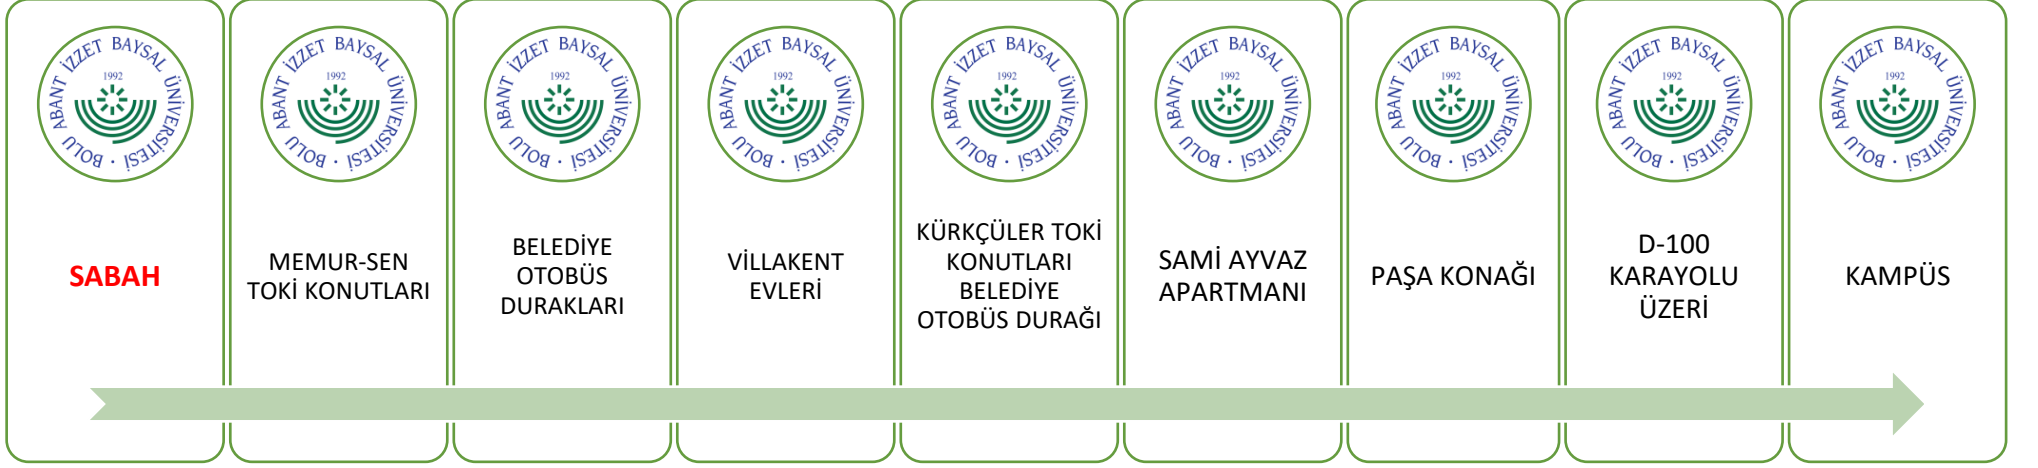 BOLU ABANT İZZET BAYSAL ÜNİVERSİTESİ ·
1992
SABAH
BOLU ABANT İZZET BAYSAL ÜNİVERSİTESİ ·
1992
MEMUR-SEN
TOKİ KONUTLARI
BOLU ABANT İZZET BAYSAL ÜNİVERSİTESİ ·
1992
BELEDİYE
OTOBÜS
DURAKLARI
BOLU ABANT İZZET BAYSAL ÜNİVERSİTESİ ·
1992
VİLLAKENT
EVLERİ
BOLU ABANT İZZET BAYSAL ÜNİVERSİTESİ ·
1992
KÜRKÇÜLER TOKİ
KONUTLARI
BELEDİYE
OTOBÜS DURAĞI
BOLU ABANT İZZET BAYSAL ÜNİVERSİTESİ ·
1992
SAMİ AYVAZ
APARTMANI
BOLU ABANT İZZET BAYSAL ÜNİVERSİTESİ ·
1992
PAŞA KONAĞI
BOLU ABANT İZZET BAYSAL ÜNİVERSİTESİ ·
1992
D-100
KARAYOLU
ÜZERİ
BOLU ABANT İZZET BAYSAL ÜNİVERSİTESİ ·
1992
KAMPÜS